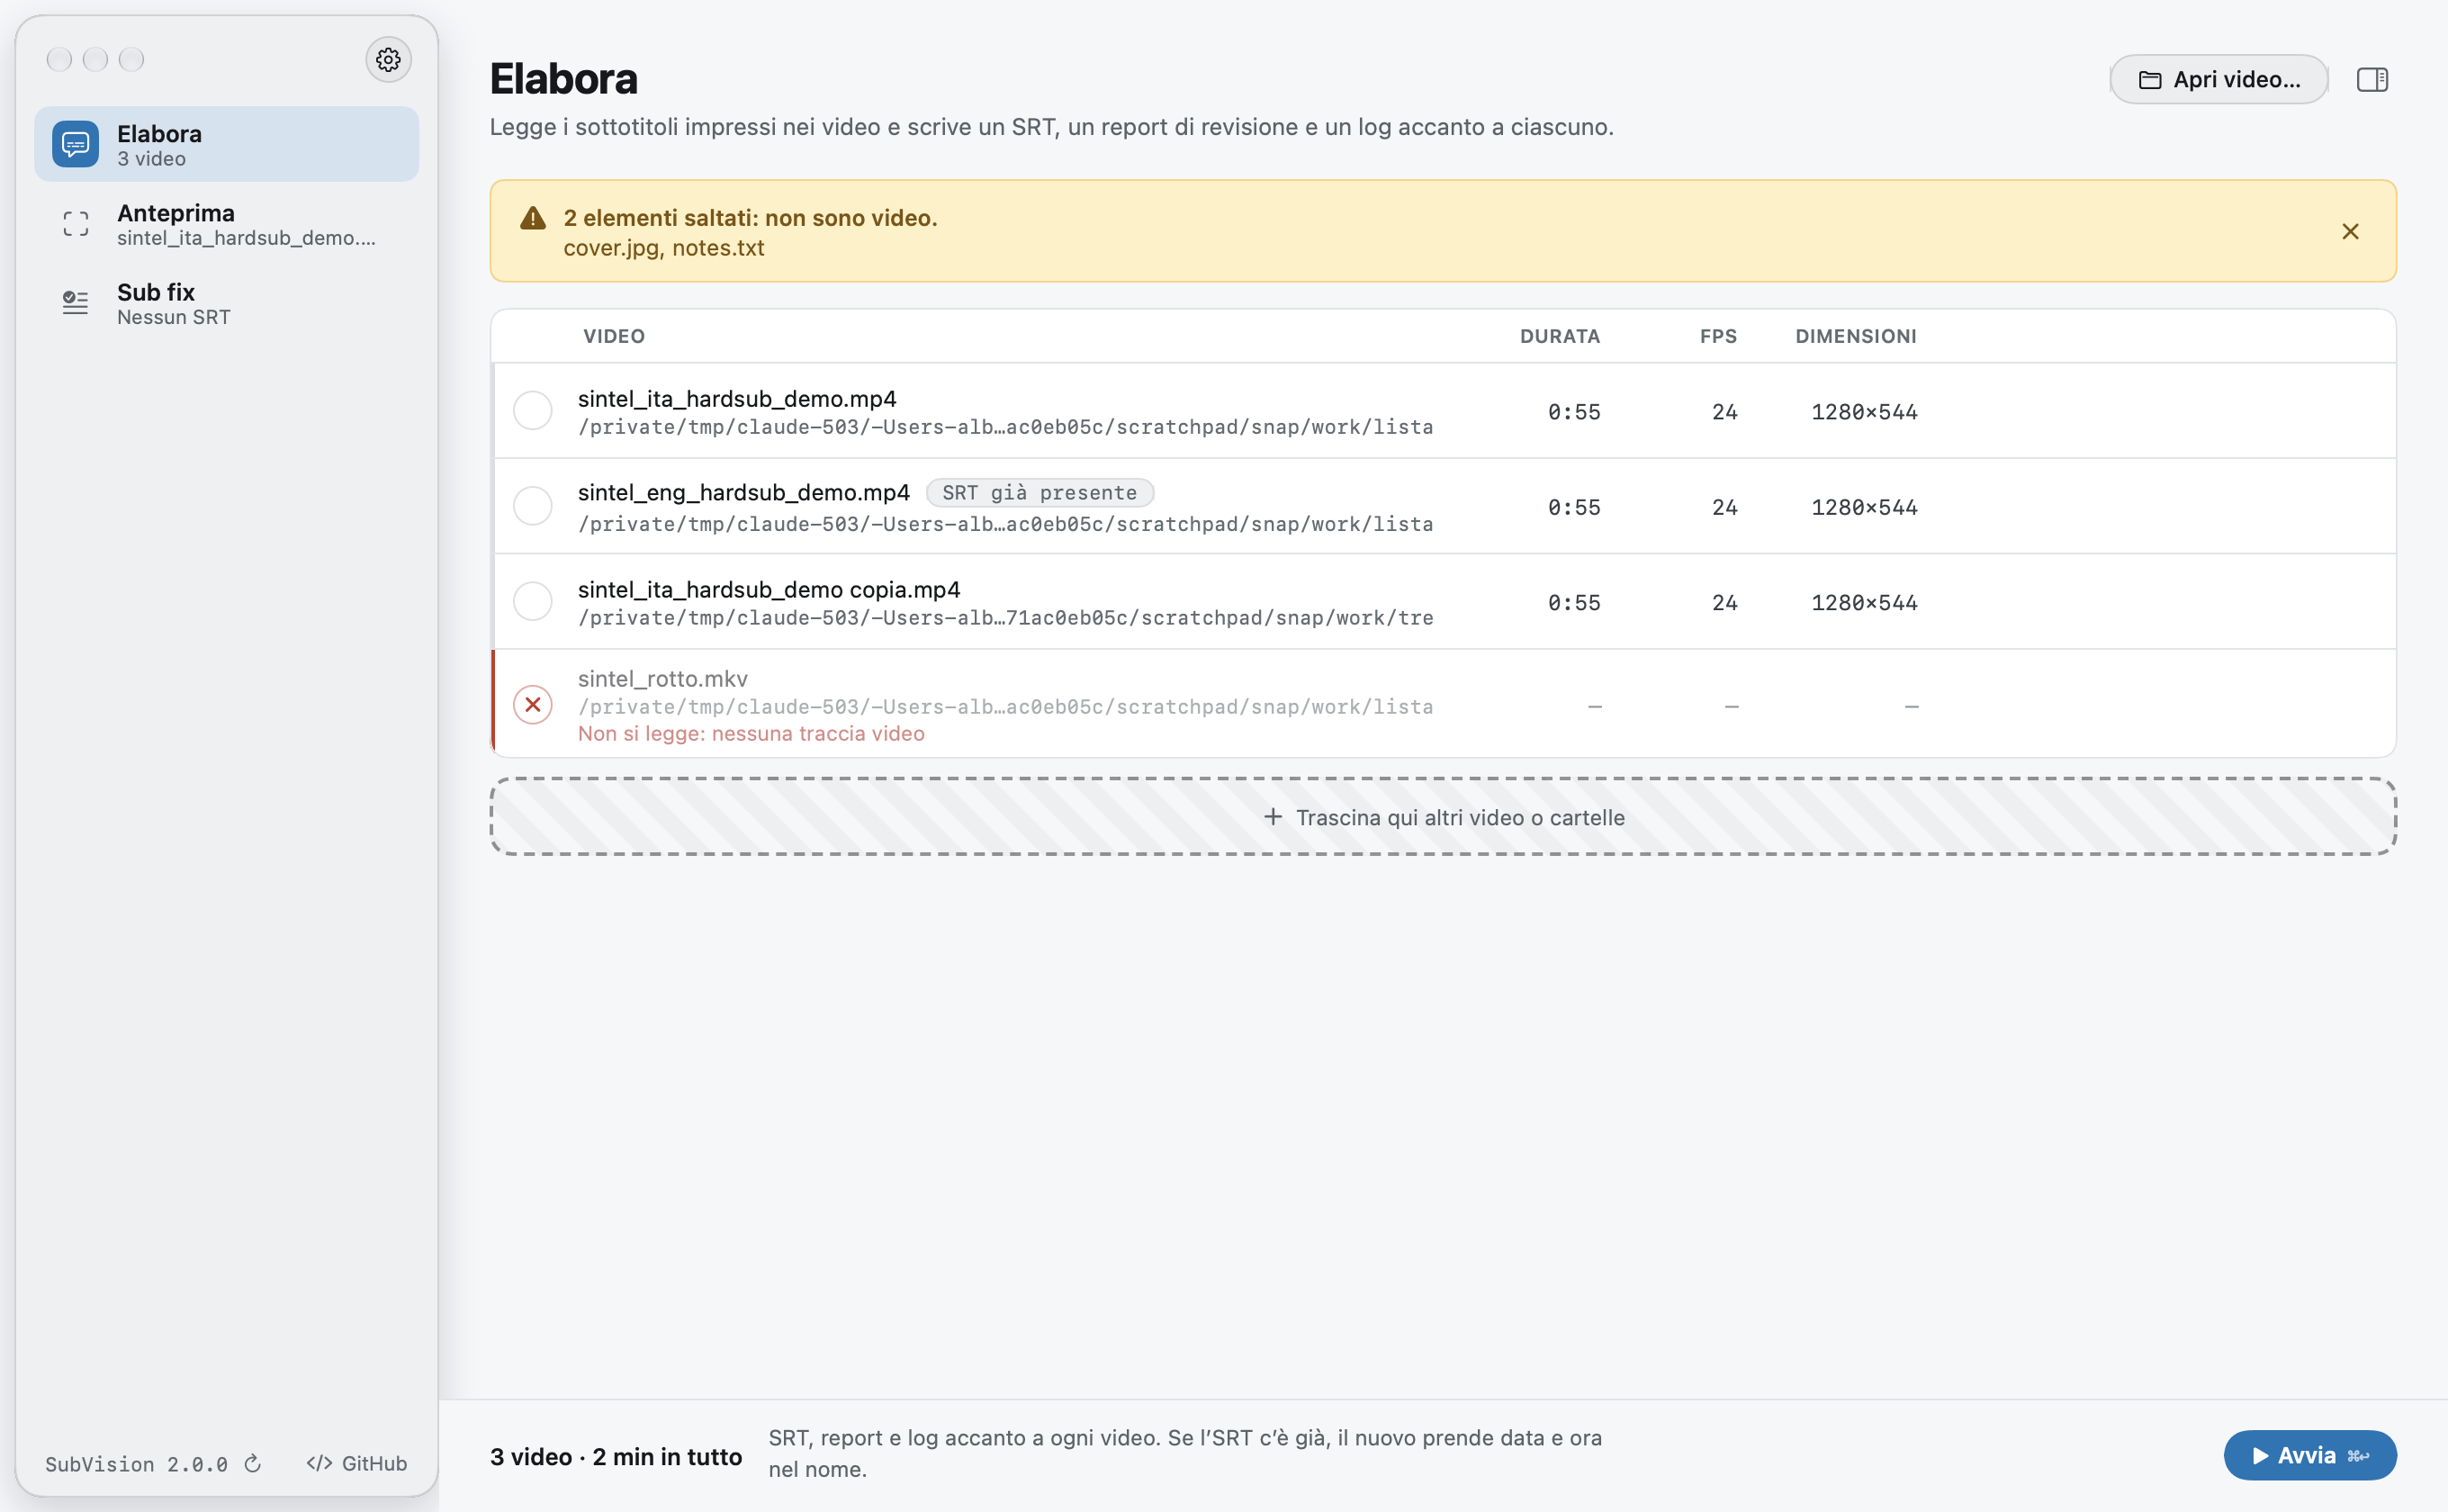 Elabora
3 video
Anteprima
sintel_ita_hardsub_demo....
Sub fix
Nessun SRT
SubVision 2.0.0
</> GitHub
Elabora
Legge i sottotitoli impressi nei video e scrive un SRT, un report di revisione e un log accanto a ciascuno.
Apri video...
2 elementi saltati: non sono video.
cover.jpg, notes.txt
VIDEO DURATA FPS DIMENSIONI
sintel_ita_hardsub_demo.mp4
/private/tmp/claude-503/-Users-alb…ac0eb05c/scratchpad/snap/work/lista
0:55 24 1280×544
sintel_eng_hardsub_demo.mp4 SRT già presente
/private/tmp/claude-503/-Users-alb…ac0eb05c/scratchpad/snap/work/lista
0:55 24 1280×544
sintel_ita_hardsub_demo copia.mp4
/private/tmp/claude-503/-Users-alb…71ac0eb05c/scratchpad/snap/work/tre
0:55 24 1280×544
sintel_rotto.mkv
/private/tmp/claude-503/-Users-alb…ac0eb05c/scratchpad/snap/work/lista
Non si legge: nessuna traccia video
– – –
+ Trascina qui altri video o cartelle
3 video · 2 min in tutto
SRT, report e log accanto a ogni video. Se l’SRT c’è già, il nuovo prende data e ora
nel nome.
Avvia ⌘↩